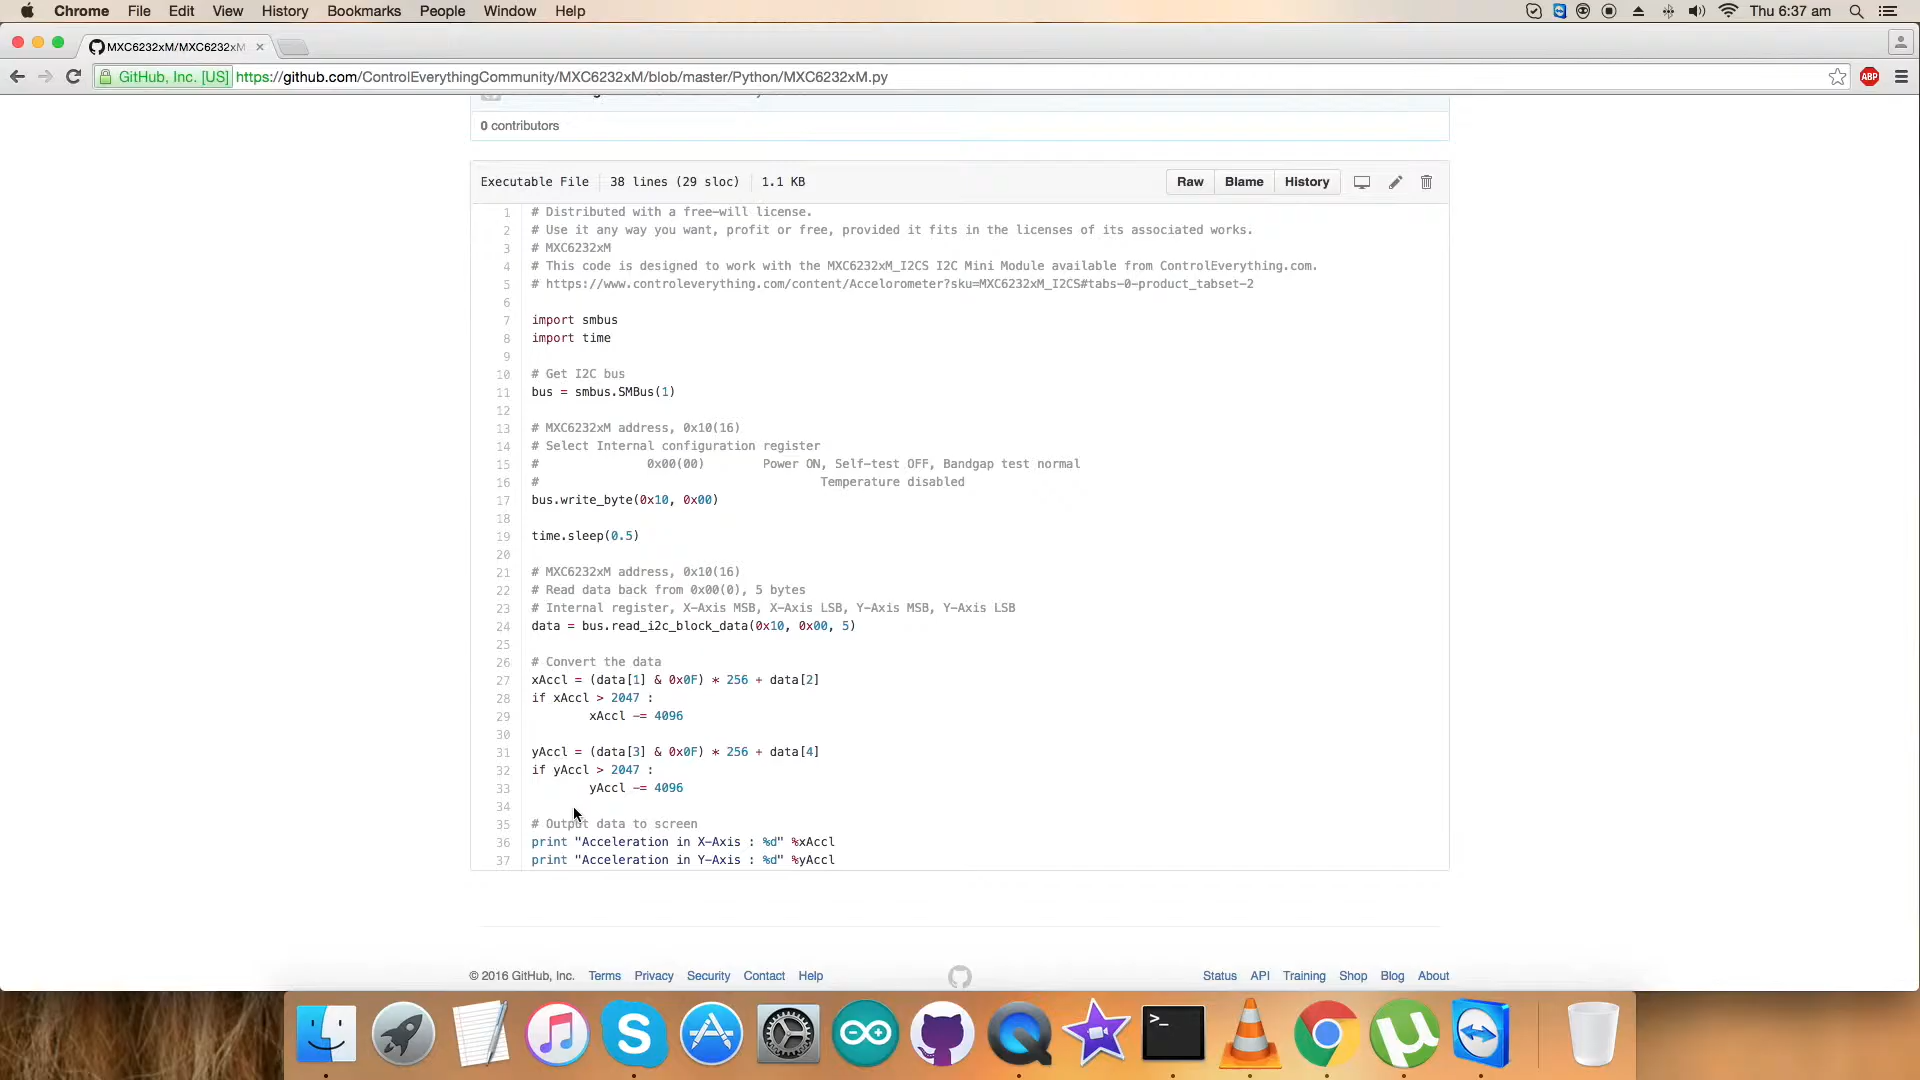 Chrome File Edit View History Bookmarks People Window Help Thu 6:37 am
MXC6232xM/MXC6232xM
GitHub, Inc. [US] https://github.com/ControlEverythingCommunity/MXC6232xM/blob/master/Python/MXC6232xM.py ABP
0 contributors
Executable File 38 lines (29 sloc) 1.1 KB Raw Blame History
1 # Distributed with a free-will license.
2 # Use it any way you want, profit or free, provided it fits in the licenses of its associated works.
3 # MXC6232xM
4 # This code is designed to work with the MXC6232xM_I2CS I2C Mini Module available from ControlEverything.com.
5 # https://www.controleverything.com/content/Accelorometer?sku=MXC6232xM_I2CS#tabs-0-product_tabset-2
6
7 import smbus
8 import time
9
10 # Get I2C bus
11 bus = smbus.SMBus(1)
12
13 # MXC6232xM address, 0x10(16)
14 # Select Internal configuration register
15 # 0x00(00) Power ON, Self-test OFF, Bandgap test normal
16 # Temperature disabled
17 bus.write_byte(0x10, 0x00)
18
19 time.sleep(0.5)
20
21 # MXC6232xM address, 0x10(16)
22 # Read data back from 0x00(0), 5 bytes
23 # Internal register, X-Axis MSB, X-Axis LSB, Y-Axis MSB, Y-Axis LSB
24 data = bus.read_i2c_block_data(0x10, 0x00, 5)
25
26 # Convert the data
27 xAccl = (data[1] & 0x0F) * 256 + data[2]
28 if xAccl > 2047 :
29 xAccl -= 4096
30
31 yAccl = (data[3] & 0x0F) * 256 + data[4]
32 if yAccl > 2047 :
33 yAccl -= 4096
34
35 # Output data to screen
36 print "Acceleration in X-Axis : %d" %xAccl
37 print "Acceleration in Y-Axis : %d" %yAccl
© 2016 GitHub, Inc. Terms Privacy Security Contact Help Status API Training Shop Blog About